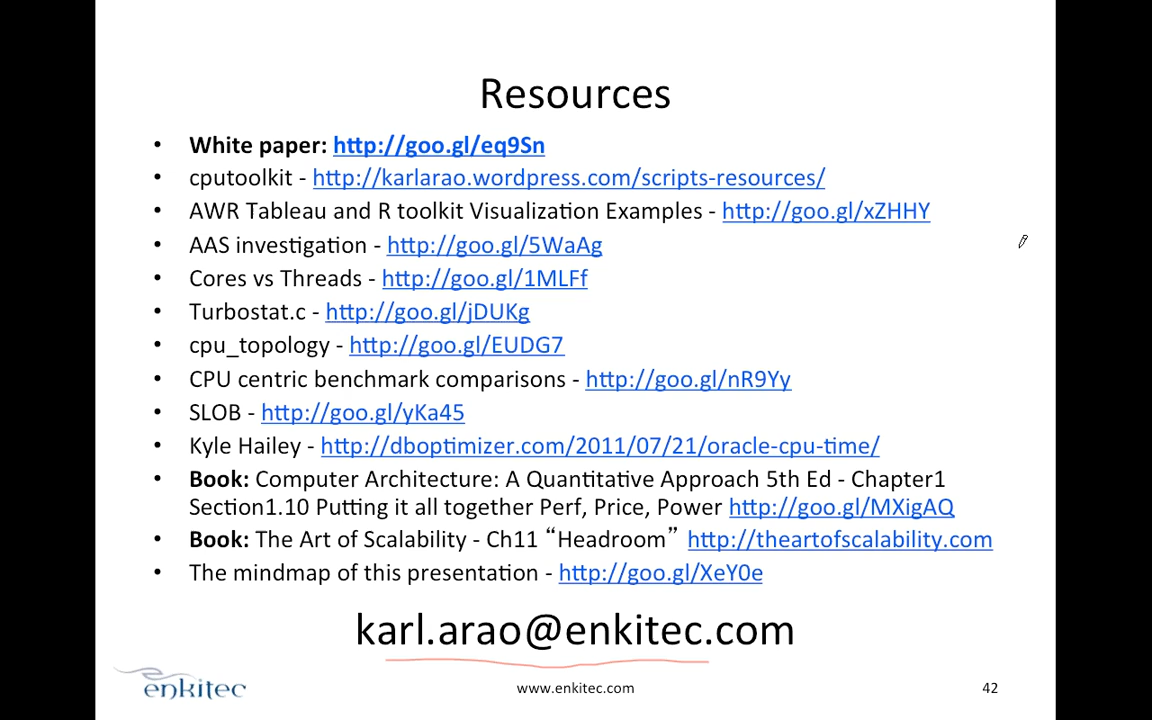 Resources
• White paper: http://goo.gl/eq9Sn
• cputoolkit - http://karlarao.wordpress.com/scripts-resources/
• AWR Tableau and R toolkit Visualization Examples - http://goo.gl/xZHHY
• AAS investigation - http://goo.gl/5WaAg
• Cores vs Threads - http://goo.gl/1MLFf
• Turbostat.c - http://goo.gl/jDUKg
• cpu_topology - http://goo.gl/EUDG7
• CPU centric benchmark comparisons - http://goo.gl/nR9Yy
• SLOB - http://goo.gl/yKa45
• Kyle Hailey - http://dboptimizer.com/2011/07/21/oracle-cpu-time/
• Book: Computer Architecture: A Quantitative Approach 5th Ed - Chapter1
Section1.10 Putting it all together Perf, Price, Power http://goo.gl/MXigAQ
• Book: The Art of Scalability - Ch11 “Headroom” http://theartofscalability.com
• The mindmap of this presentation - http://goo.gl/XeY0e
karl.arao@enkitec.com
enkitec
www.enkitec.com
42